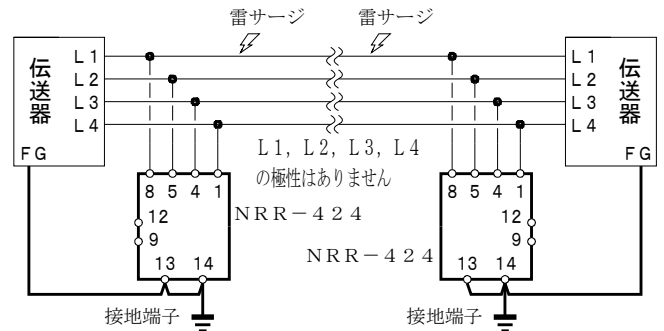 雷サージ 雷サージ
伝送器 L1 L1 伝送器
L2 L2
L3 L3
L4 L4
FG FG
L1, L2, L3, L4
の極性はありません
8 5 4 1 8 5 4 1
12 NRR-424 12
9 NRR-424 9
13 14 13 14
接地端子 接地端子